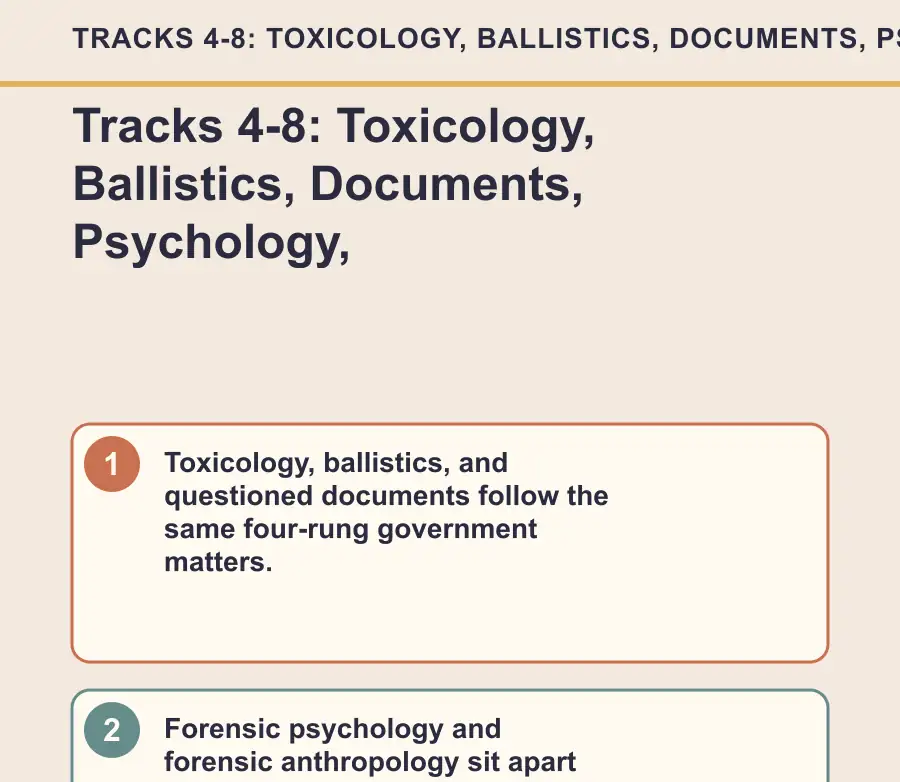 TRACKS 4-8: TOXICOLOGY, BALLISTICS, DOCUMENTS,
Tracks 4-8: Toxicology,
Ballistics, Documents,
Psychology,
1
Toxicology, ballistics, and
questioned documents follow the
same four-rung government
matters.
2
Forensic psychology and
forensic anthropology sit apart